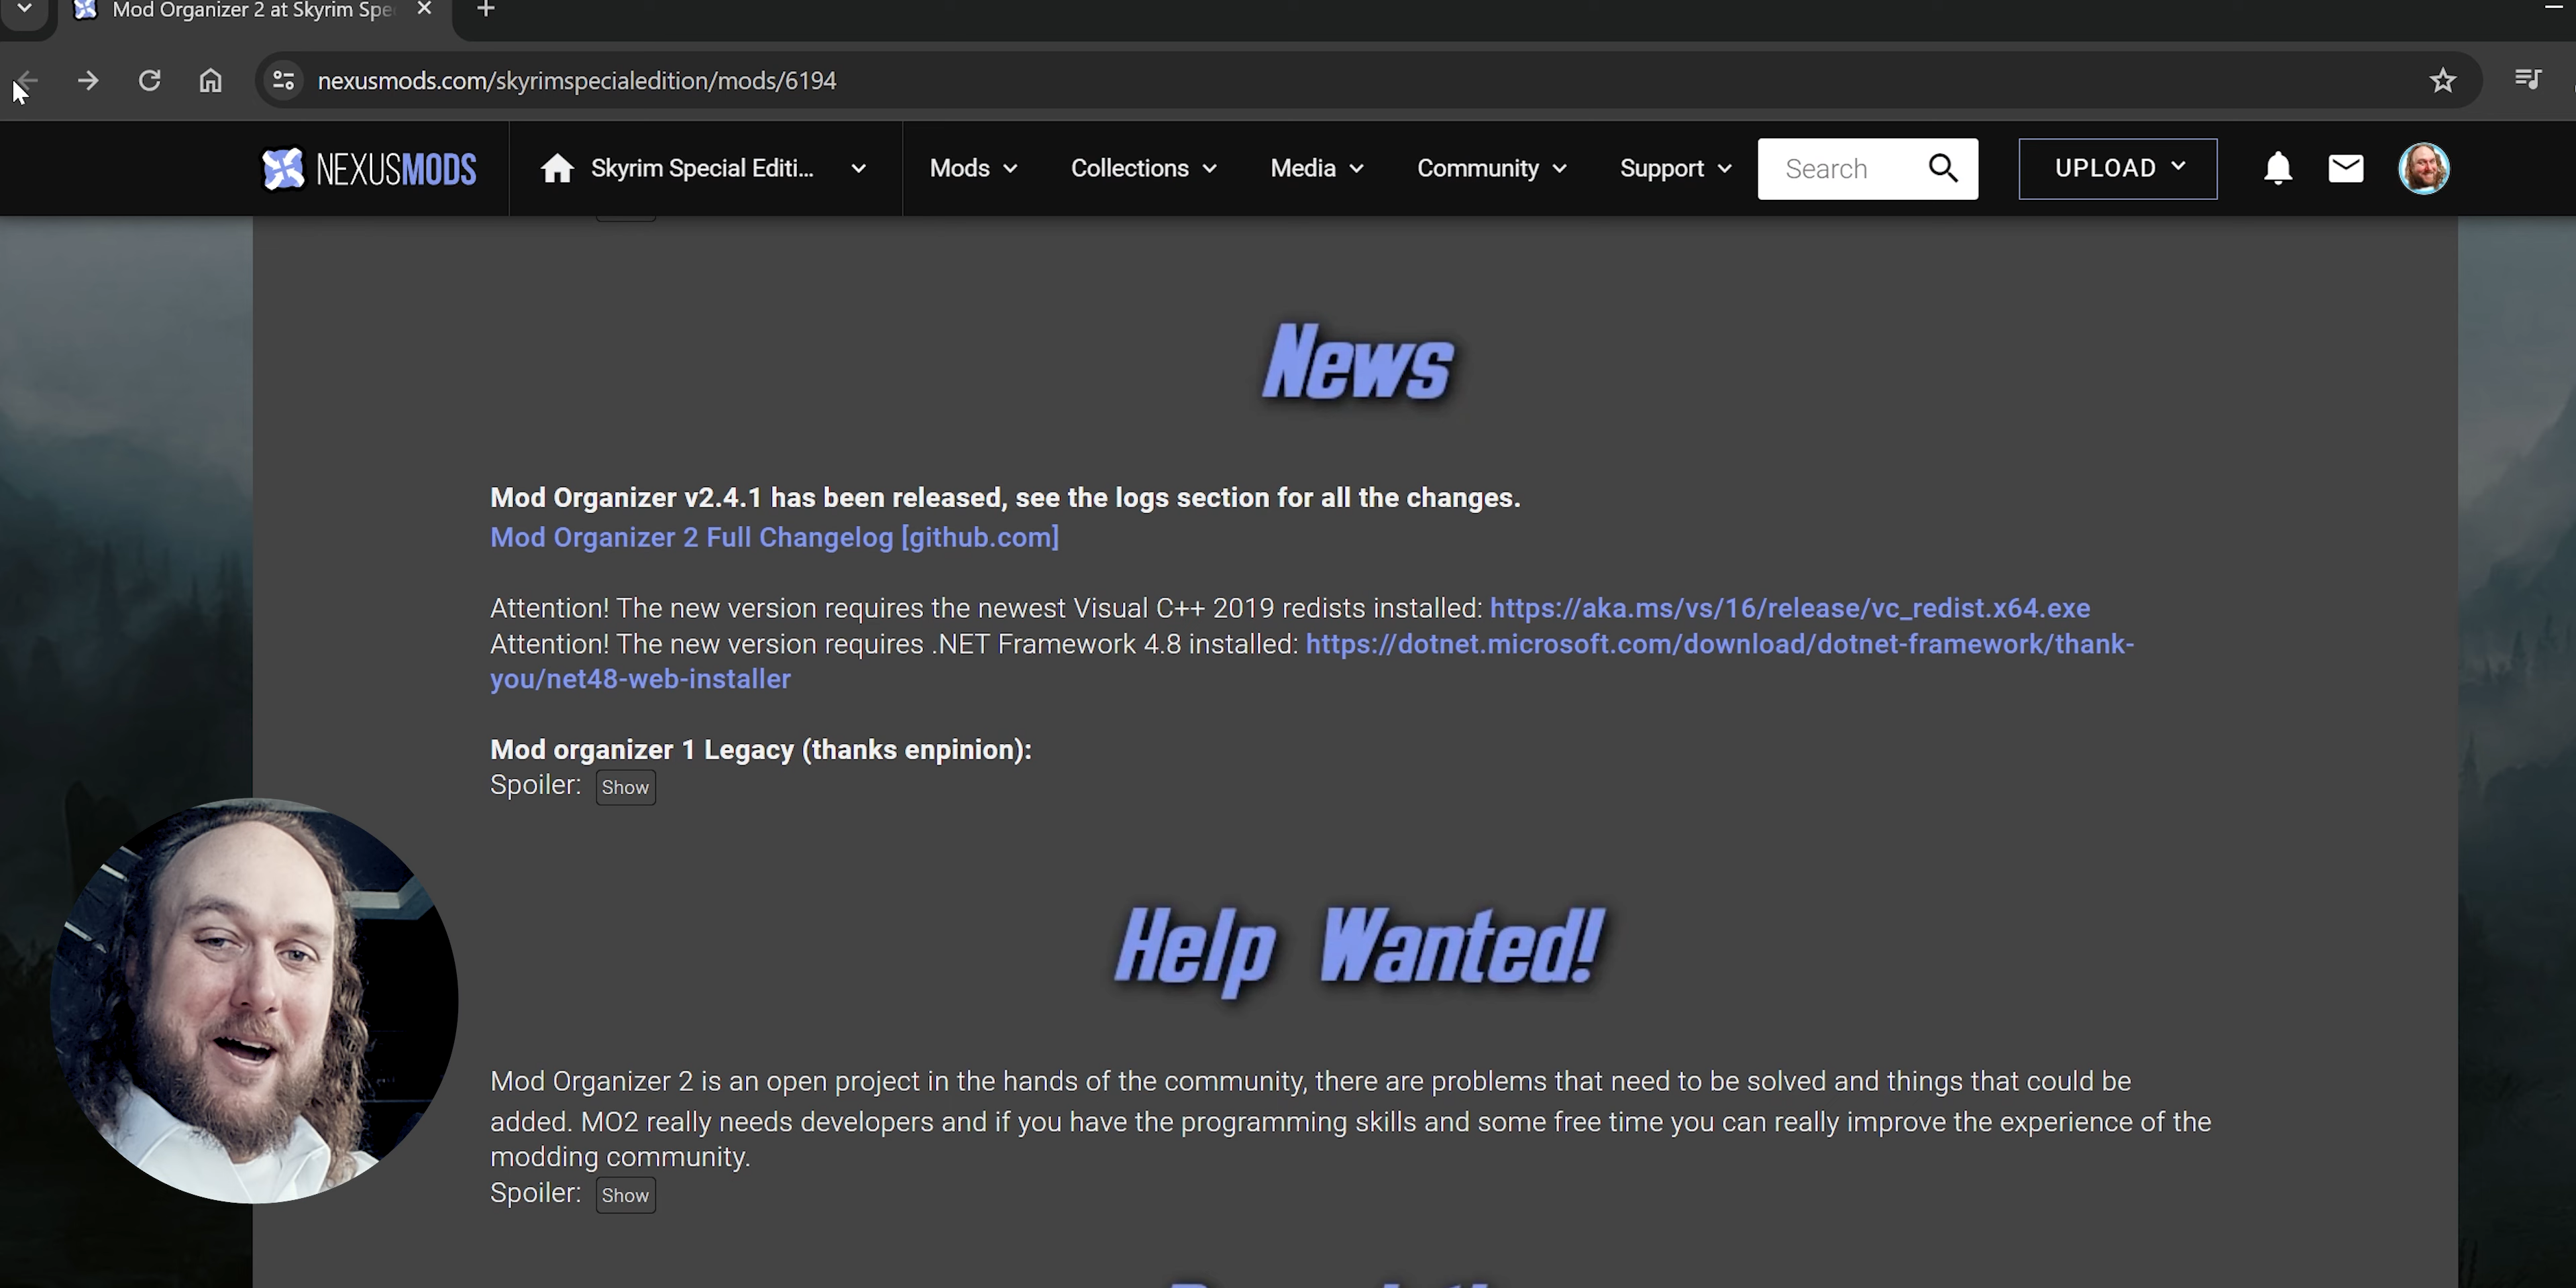 Mod Organizer 2 at Skyrim Spe
nexusmods.com/skyrimspecialedition/mods/6194
NEXUSMODS
Skyrim Special Editi...
Mods
Collections
Media
Community
Support
Search
UPLOAD
News
Mod Organizer v2.4.1 has been released, see the logs section for all the changes.
Mod Organizer 2 Full Changelog [github.com]
Attention! The new version requires the newest Visual C++ 2019 redists installed: https://aka.ms/vs/16/release/vc_redist.x64.exe
Attention! The new version requires .NET Framework 4.8 installed: https://dotnet.microsoft.com/download/dotnet-framework/thank-
you/net48-web-installer
Mod organizer 1 Legacy (thanks enpinion):
Spoiler: Show
Help Wanted!
Mod Organizer 2 is an open project in the hands of the community, there are problems that need to be solved and things that could be
added. MO2 really needs developers and if you have the programming skills and some free time you can really improve the experience of the
modding community.
Spoiler: Show